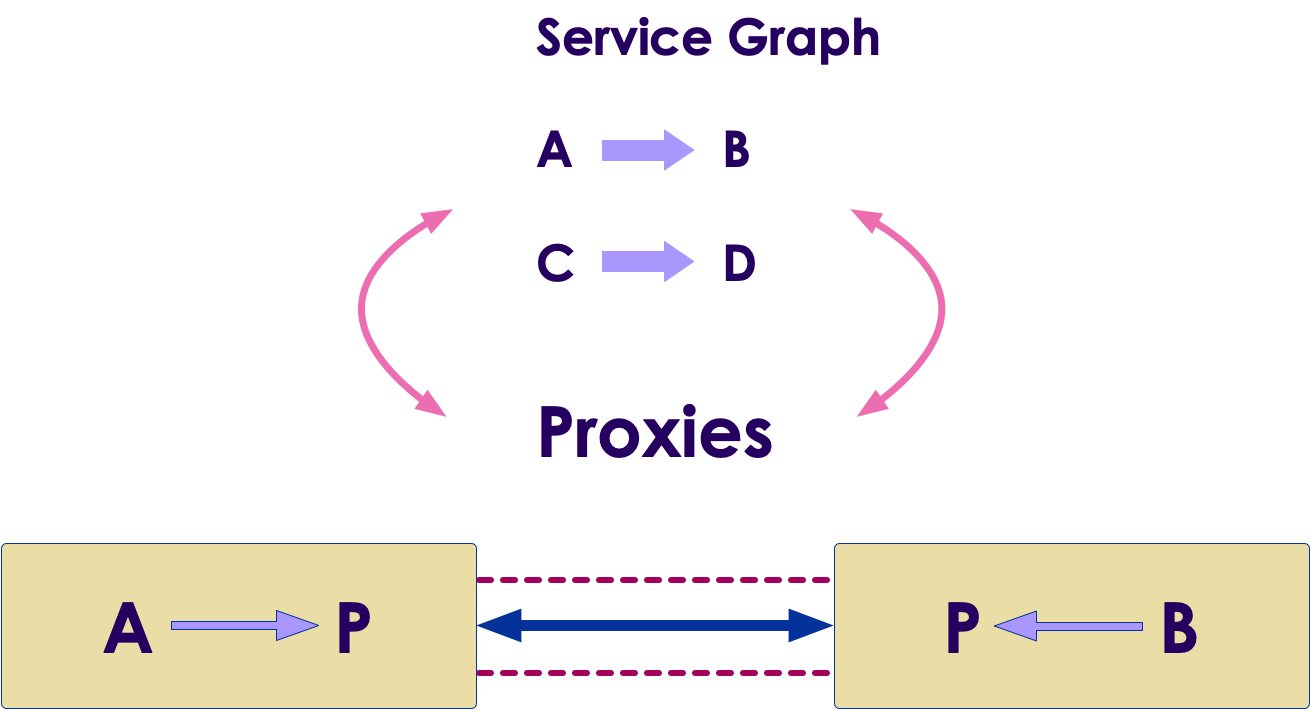 Service Graph
A B
C D
Proxies
A P P B